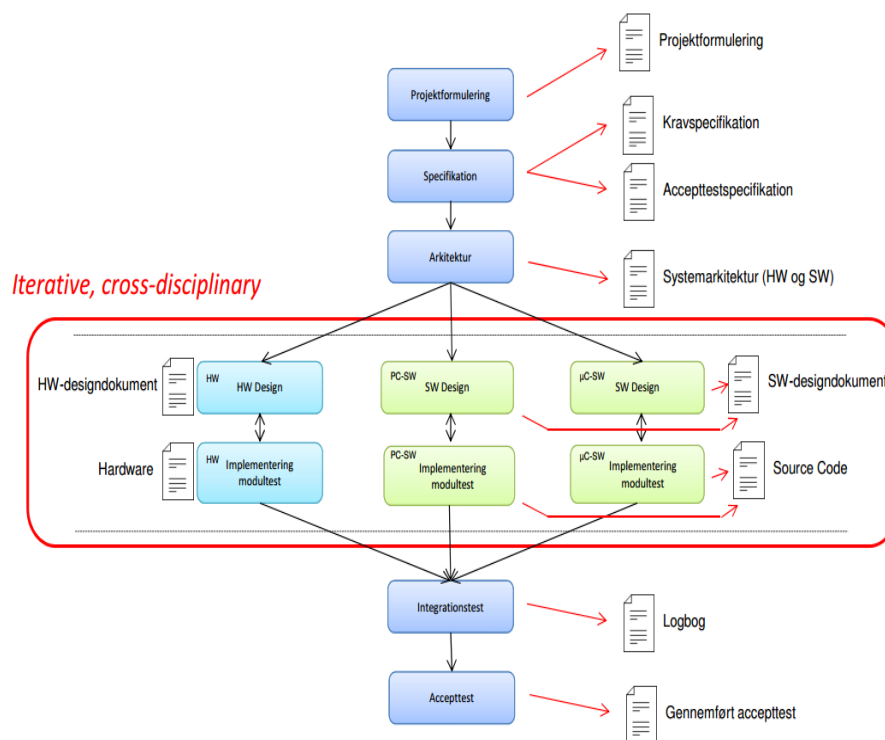 Projektformulering
Projektformulering
Kravspecifikation
Specifikation
Accepttestspecifikation
Arkitektur
Systemarkitektur (HW og SW)
Iterative, cross-disciplinary
HW-designdokument
HW
HW Design
PC-SW
SW Design
µC-SW
SW Design
SW-designdokument
Hardware
HW
Implementering
modultest
PC-SW
Implementering
modultest
µC-SW
Implementering
modultest
Source Code
Integrationstest
Logbog
Accepttest
Gennemført accepttest